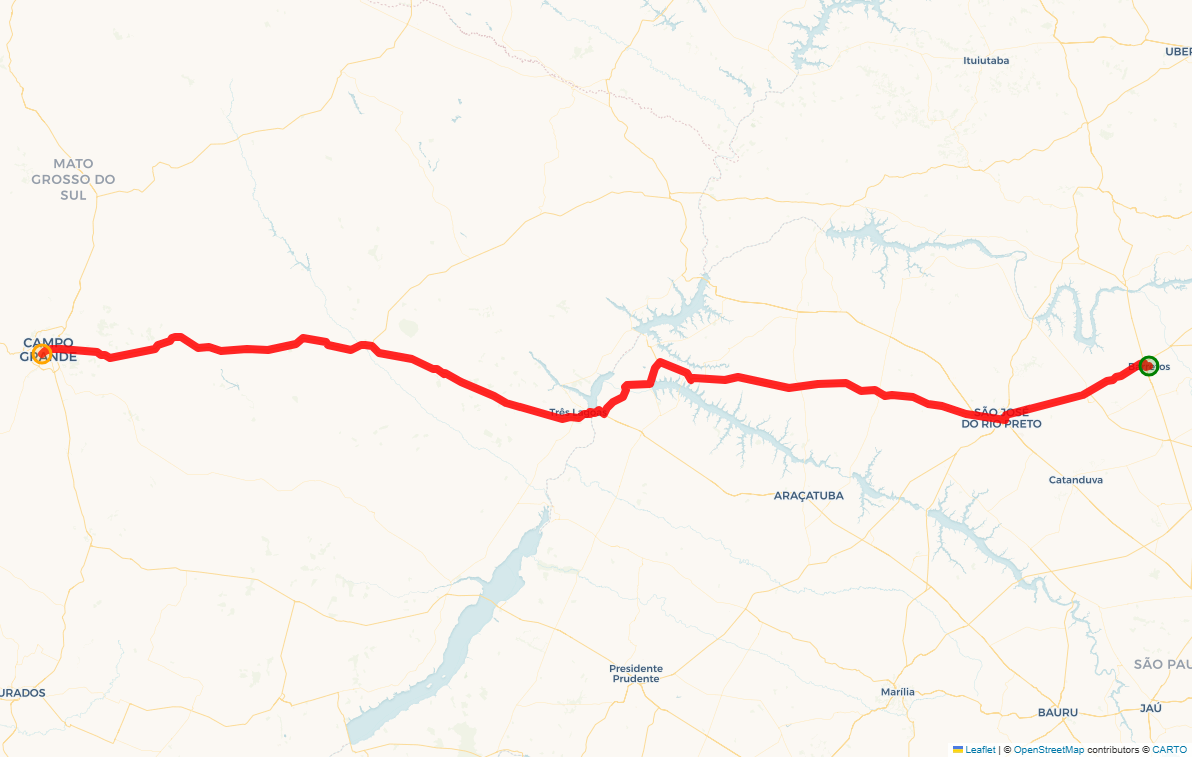 Ituiutaba
UBER
MATO
GROSSO DO
SUL
CAMPO
GRANDE
Três La
SÃO JOSÉ
DO RIO PRETO
Catanduva
ARAÇATUBA
Presidente
Prudente
SÃO PAU
URADOS
Marília
BAURU
JAÚ
Leaflet | © OpenStreetMap contributors © CARTO